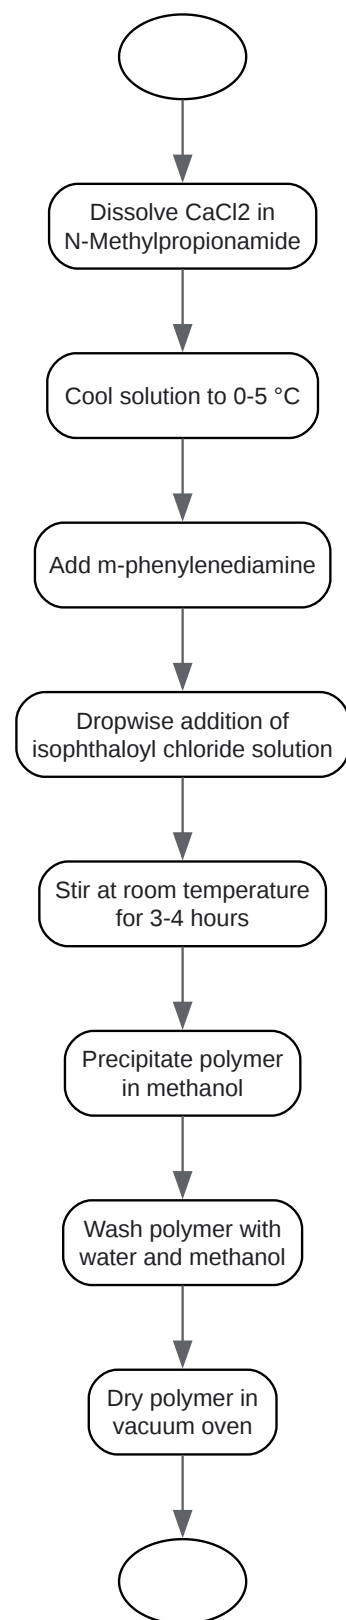 Dissolve CaCl2 in
N-Methylpropionamide
Cool solution to 0-5 °C
Add m-phenylenediamine
Dropwise addition of
isophthaloyl chloride solution
Stir at room temperature
for 3-4 hours
Precipitate polymer
in methanol
Wash polymer with
water and methanol
Dry polymer in
vacuum oven